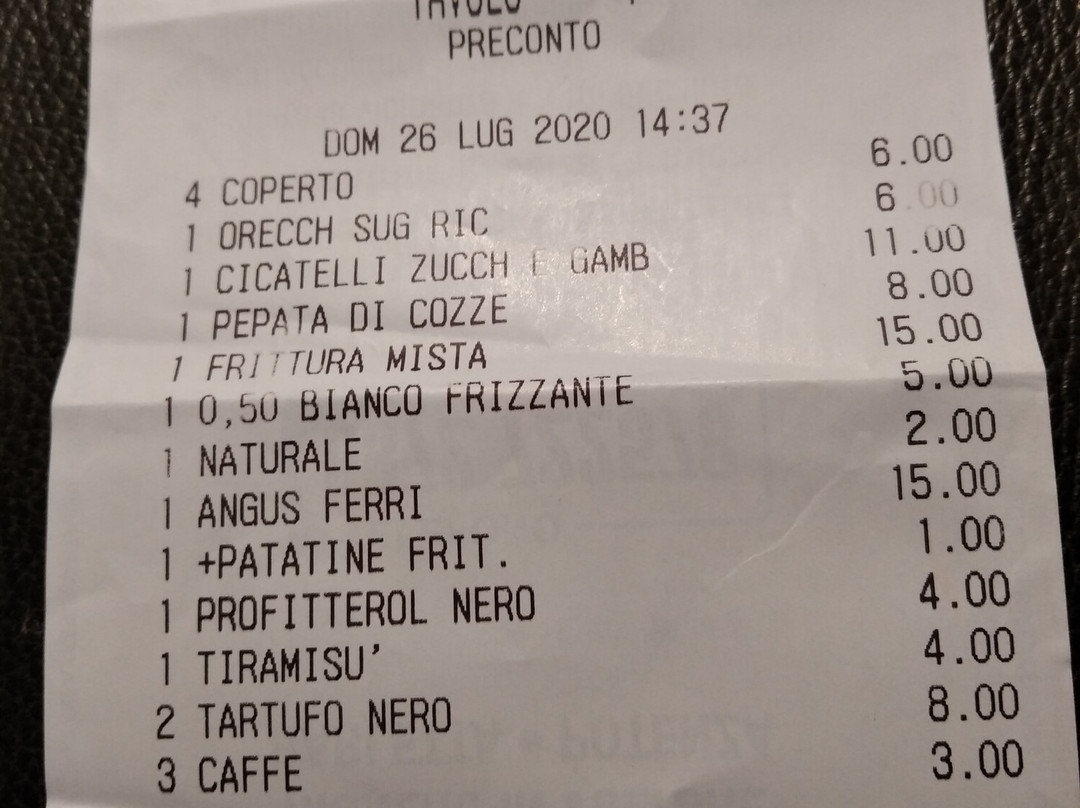 TAVOLO
PRECONTO
DOM 26 LUG 2020 14:37
4 COPERTO 6.00
1 ORECCH SUG RIC 6.00
1 CICATELLI ZUCCH E GAMB 11.00
1 PEPATA DI COZZE 8.00
1 FRITTURA MISTA 15.00
1 0,50 BIANCO FRIZZANTE 5.00
1 NATURALE 2.00
1 ANGUS FERRI 15.00
1 +PATATINE FRIT. 1.00
1 PROFITTEROL NERO 4.00
1 TIRAMISU' 4.00
2 TARTUFO NERO 8.00
3 CAFFE 3.00